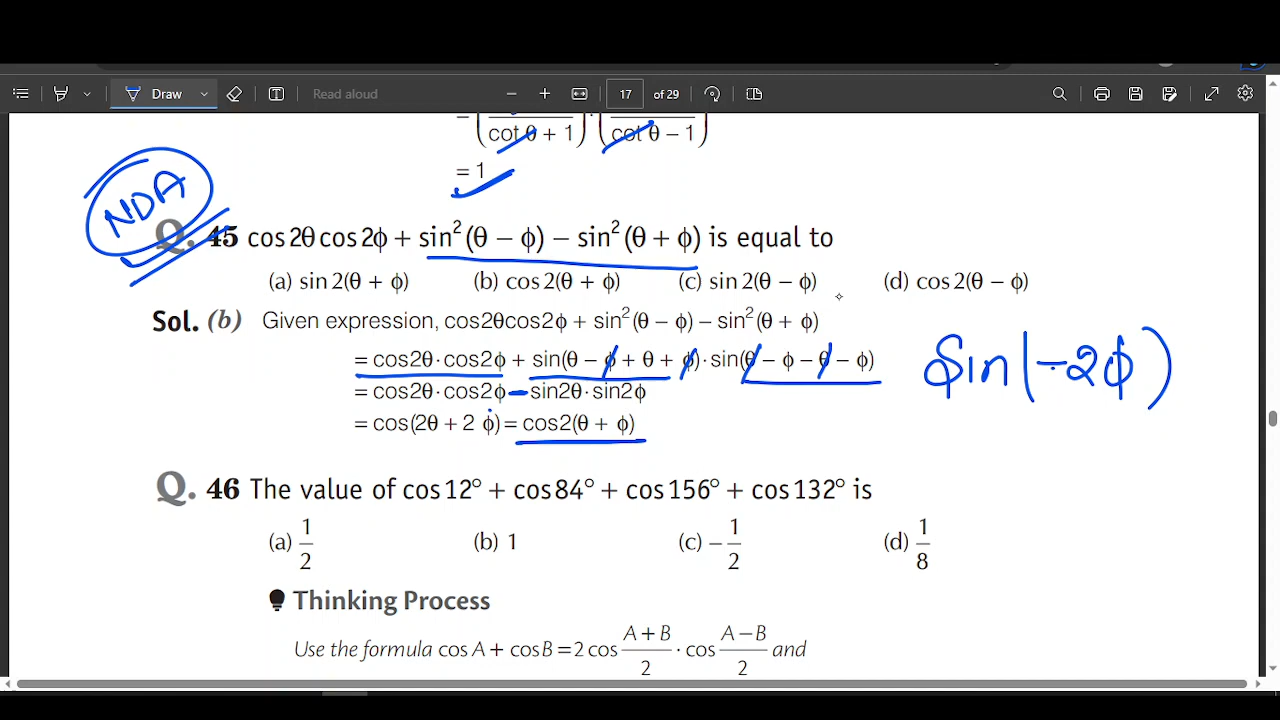 Draw
Read aloud
17 of 29
= (cot θ + 1) · (cot θ − 1)
= 1
NDA
Q. 45 cos 2θ cos 2ϕ + sin²(θ − ϕ) − sin²(θ + ϕ) is equal to
(a) sin 2(θ + ϕ) (b) cos 2(θ + ϕ) (c) sin 2(θ − ϕ) (d) cos 2(θ − ϕ)
Sol. (b) Given expression, cos2θcos2ϕ + sin²(θ − ϕ) − sin²(θ + ϕ)
= cos2θ·cos2ϕ + sin(θ − ϕ + θ + ϕ)·sin(θ − ϕ − θ − ϕ)
sin(−2ϕ)
= cos2θ·cos2ϕ − sin2θ·sin2ϕ
= cos(2θ + 2 ϕ) = cos2(θ + ϕ)
Q. 46 The value of cos 12° + cos 84° + cos 156° + cos 132° is
(a) 1/2 (b) 1 (c) −1/2 (d) 1/8
Thinking Process
Use the formula cos A + cos B = 2 cos (A + B)/2 · cos (A − B)/2 and